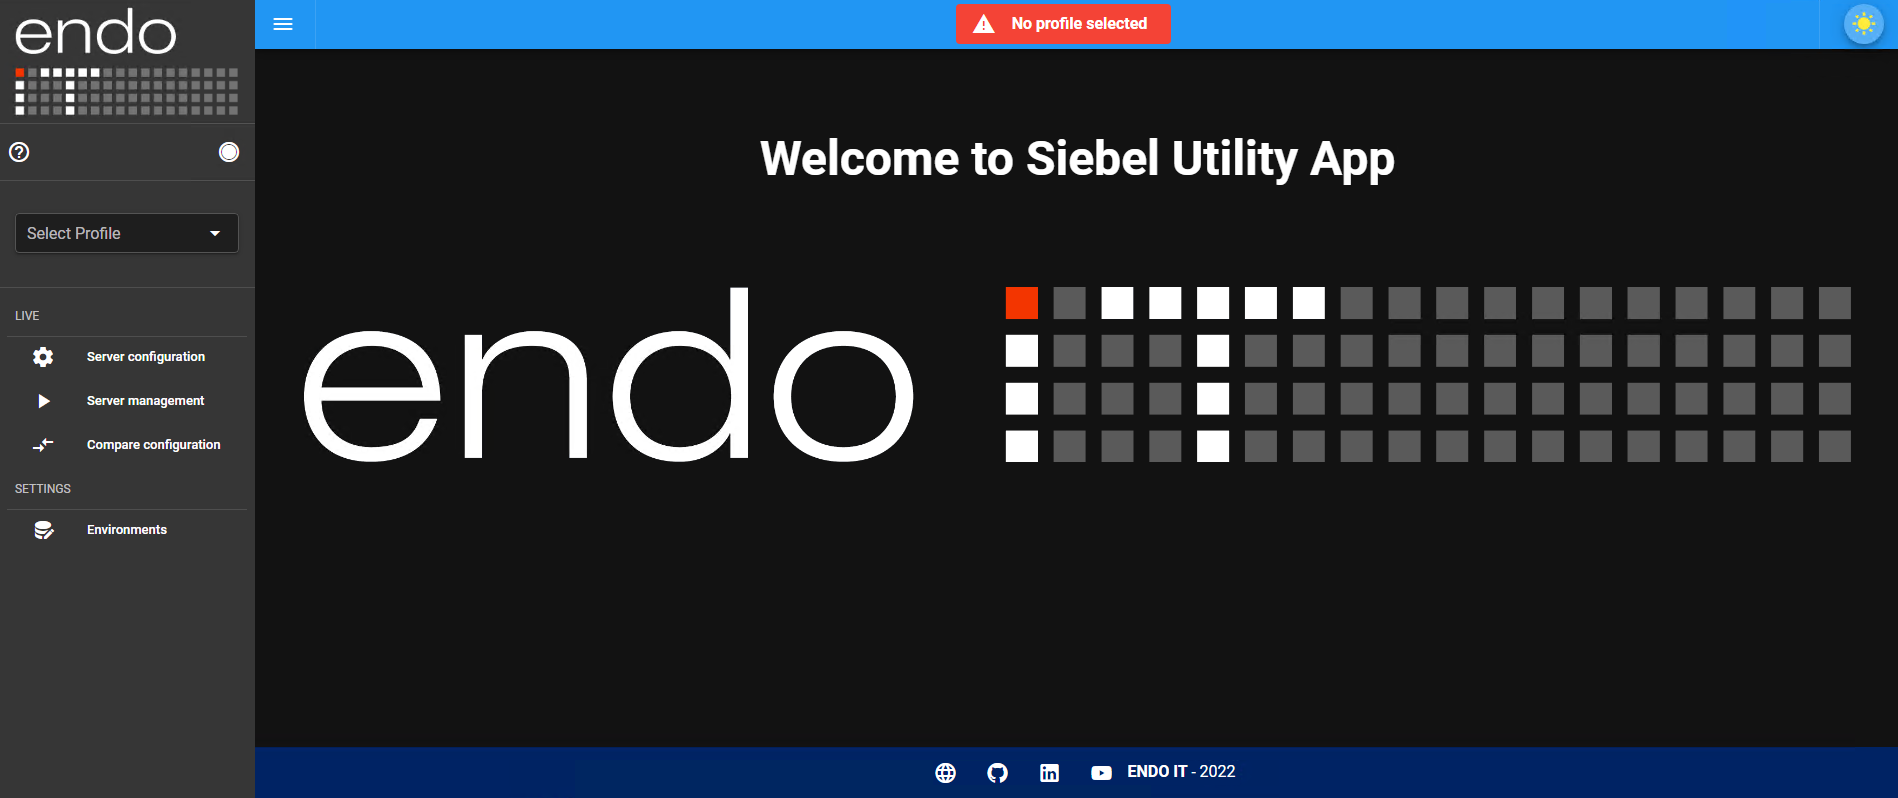 endo
No profile selected
Select Profile
LIVE
Server configuration
Server management
Compare configuration
SETTINGS
Environments
Welcome to Siebel Utility App
endo
ENDO IT - 2022